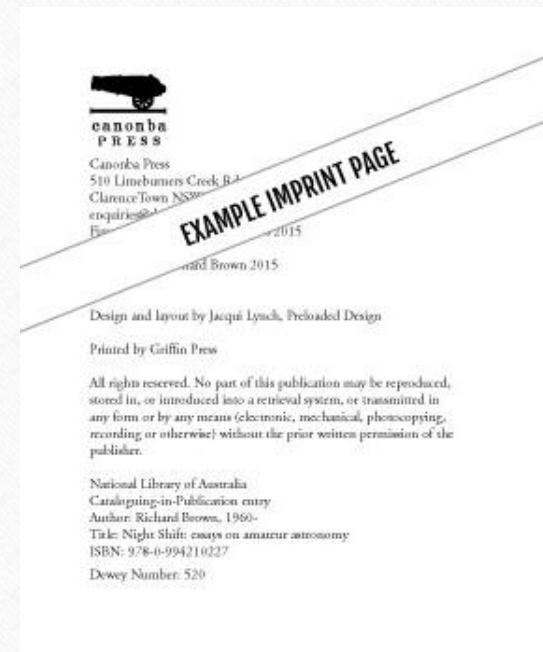 canonba
PRESS
Canonba Press
510 Limeburners Creek
Clarence Town
2015
EXAMPLE IMPRINT PAGE
Brown 2015
Design and layout by Jacqui Lynch, Preloaded Design
Printed by Griffin Press
All rights reserved. No part of this publication may be reproduced,
stored in, or introduced into a retrieval system, or transmitted in
any form or by any means (electronic, mechanical, photocopying,
recording or otherwise) without the prior written permission of the
publisher.
National Library of Australia
Cataloguing-in-Publication entry
Author: Richard Brown, 1960-
Title: Night Shift: essays on amateur astronomy
ISBN: 978-0-994210227
Dewey Number: 520